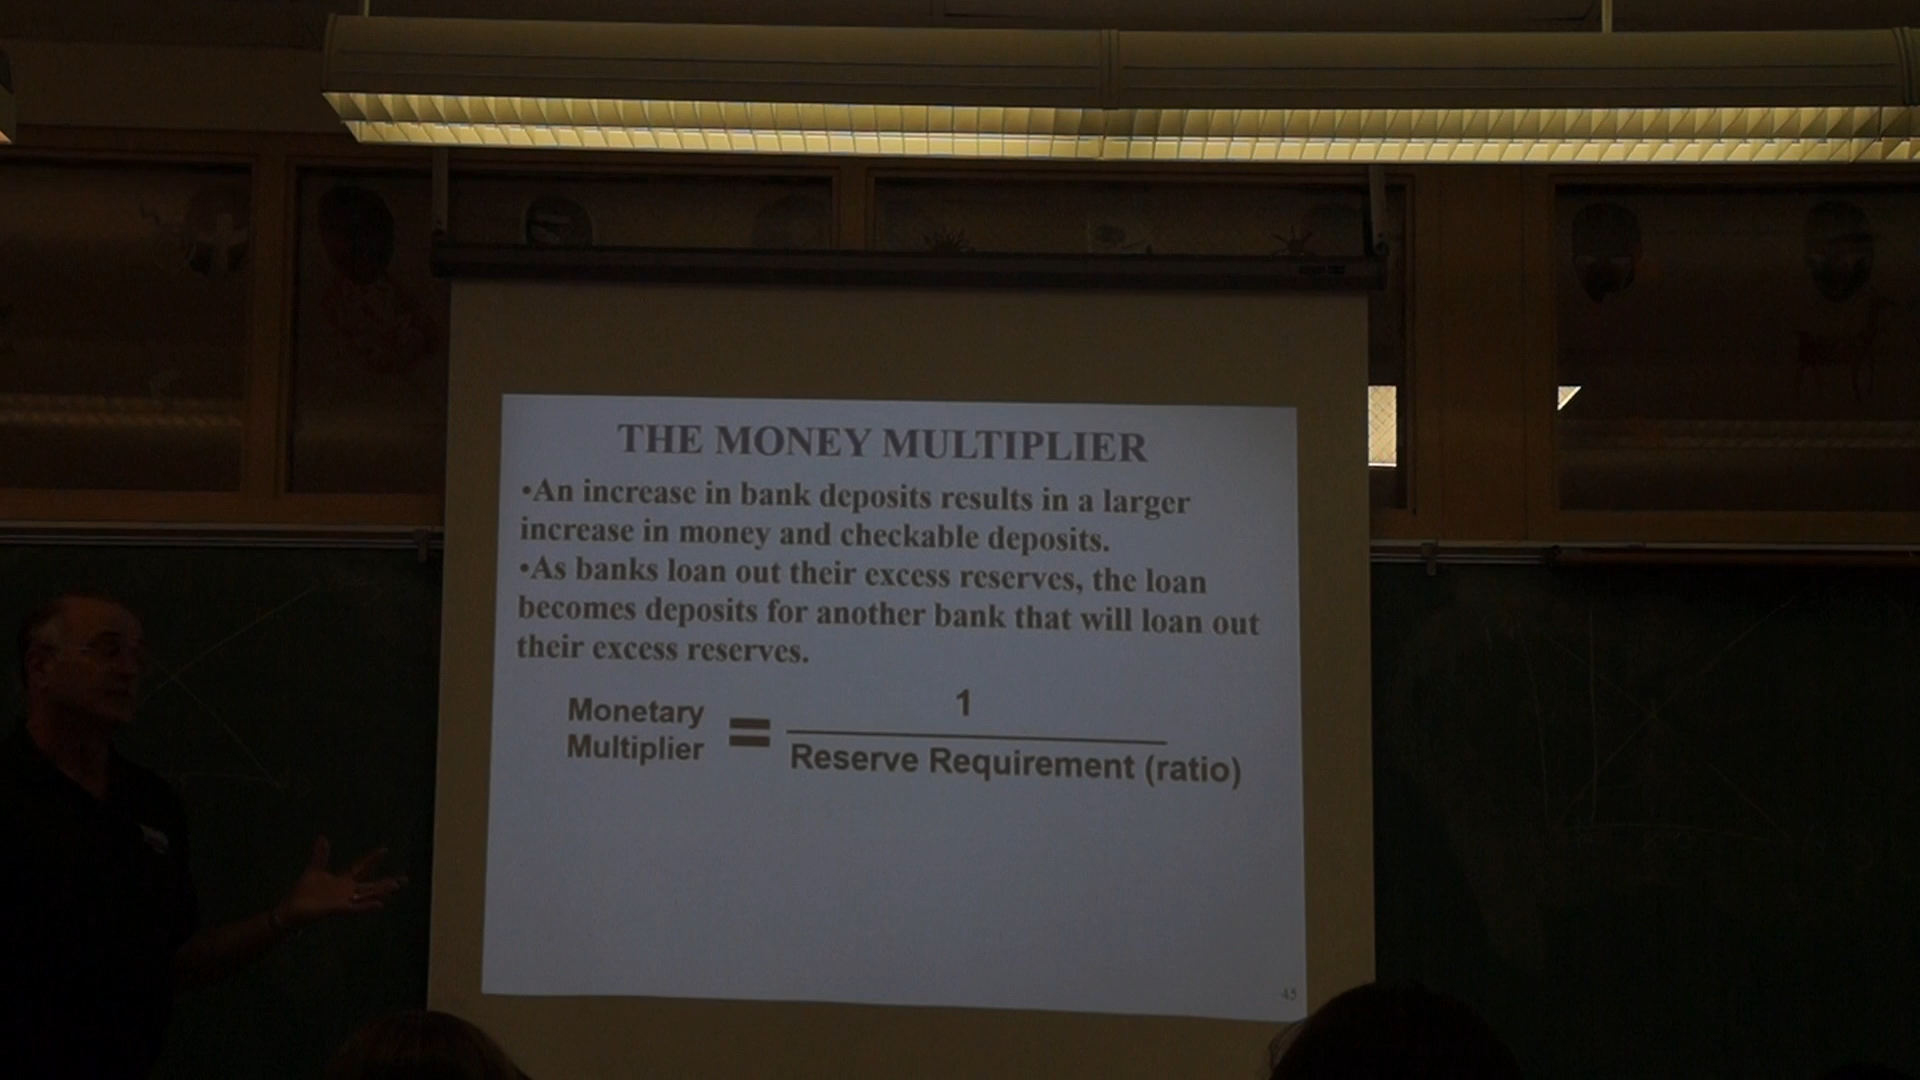 THE MONEY MULTIPLIER
•An increase in bank deposits results in a larger
increase in money and checkable deposits.
•As banks loan out their excess reserves, the loan
becomes deposits for another bank that will loan out
their excess reserves.
Monetary
Multiplier
=
1
Reserve Requirement (ratio)
45